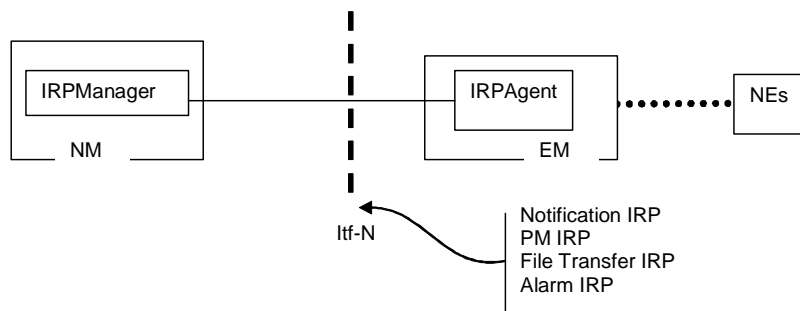 IRPManager
NM
IRPAgent
EM
NEs
Itf-N
Notification IRP
PM IRP
File Transfer IRP
Alarm IRP